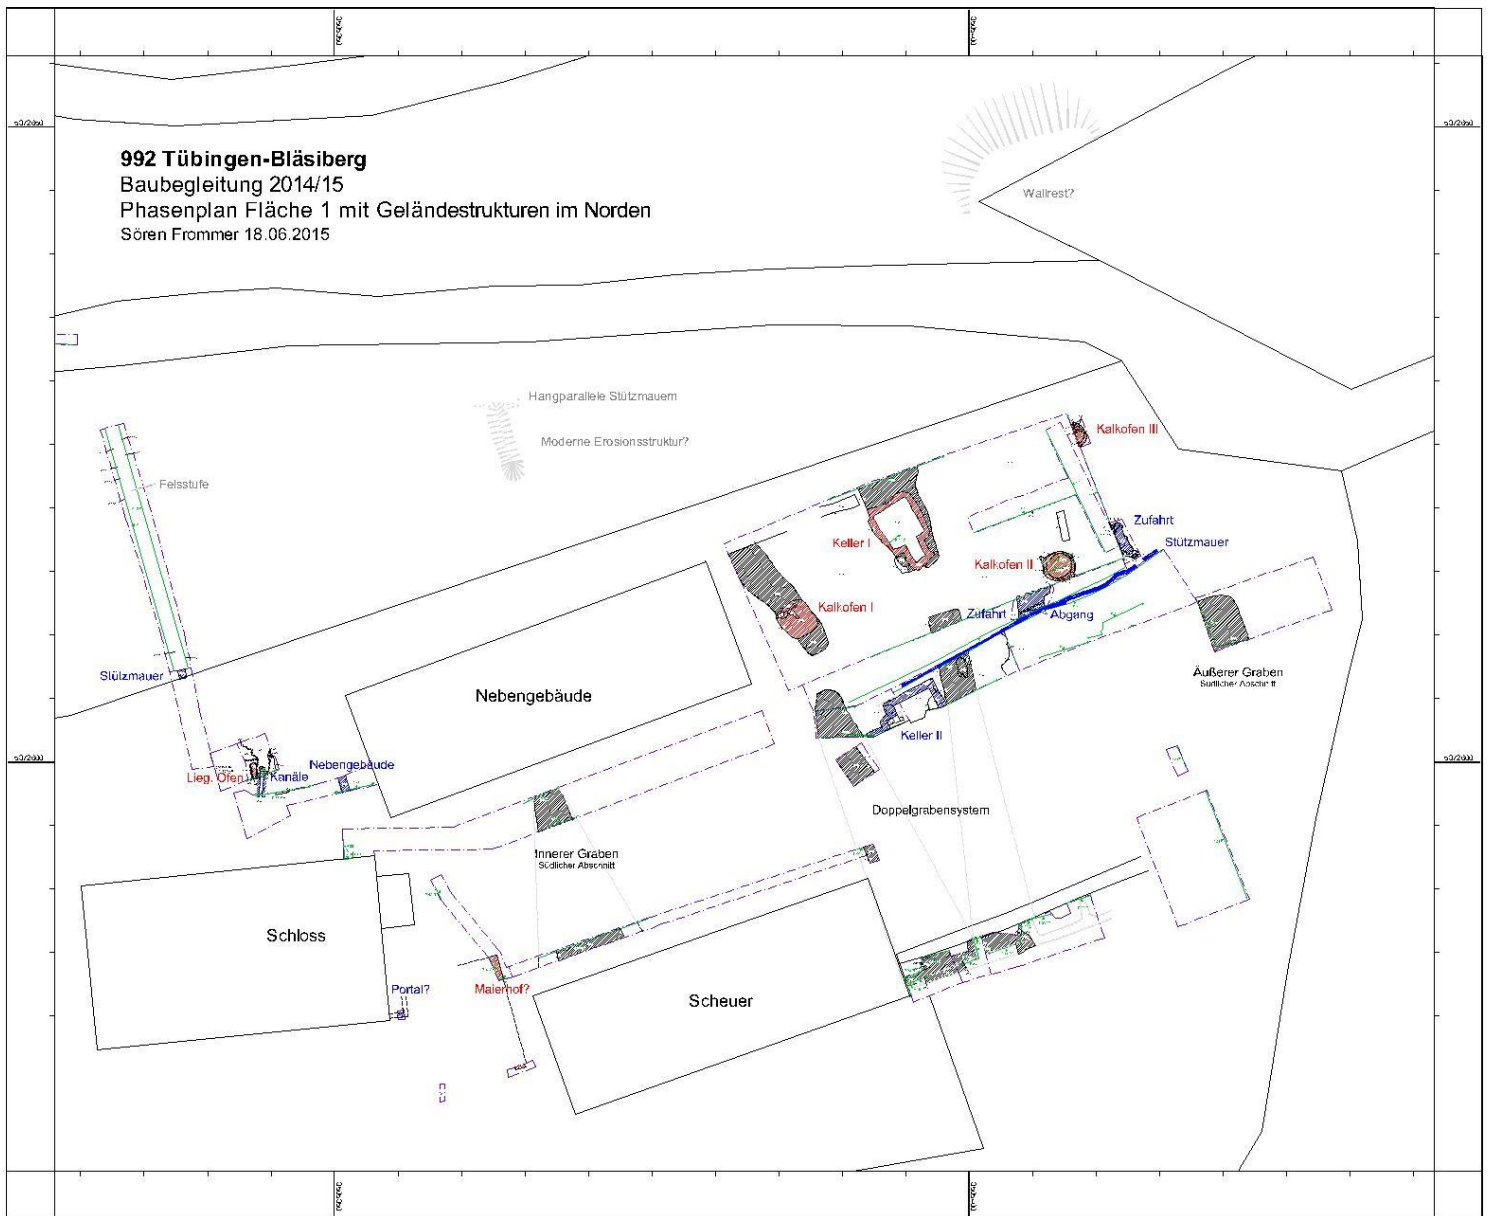 992 Tübingen-Bläsiberg
Baubegleitung 2014/15
Phasenplan Fläche 1 mit Geländestrukturen im Norden
Sören Frommer 18.06.2015
Wallrest?
Hangparallele Stützmauern
Moderne Erosionsstruktur?
Felsstufe
Kalkofen III
Zufahrt
Stützmauer
Keller I
Kalkofen II
Kalkofen I
Zufahrt
Abgang
Stützmauer
Nebengebäude
Äußerer Graben
Südlicher Abschnitt
Keller II
Nebengebäude
Lieg. Ofen
Kanäle
Doppelgrabensystem
Innerer Graben
Südlicher Abschnitt
Schloss
Portal?
Maierhof?
Scheuer